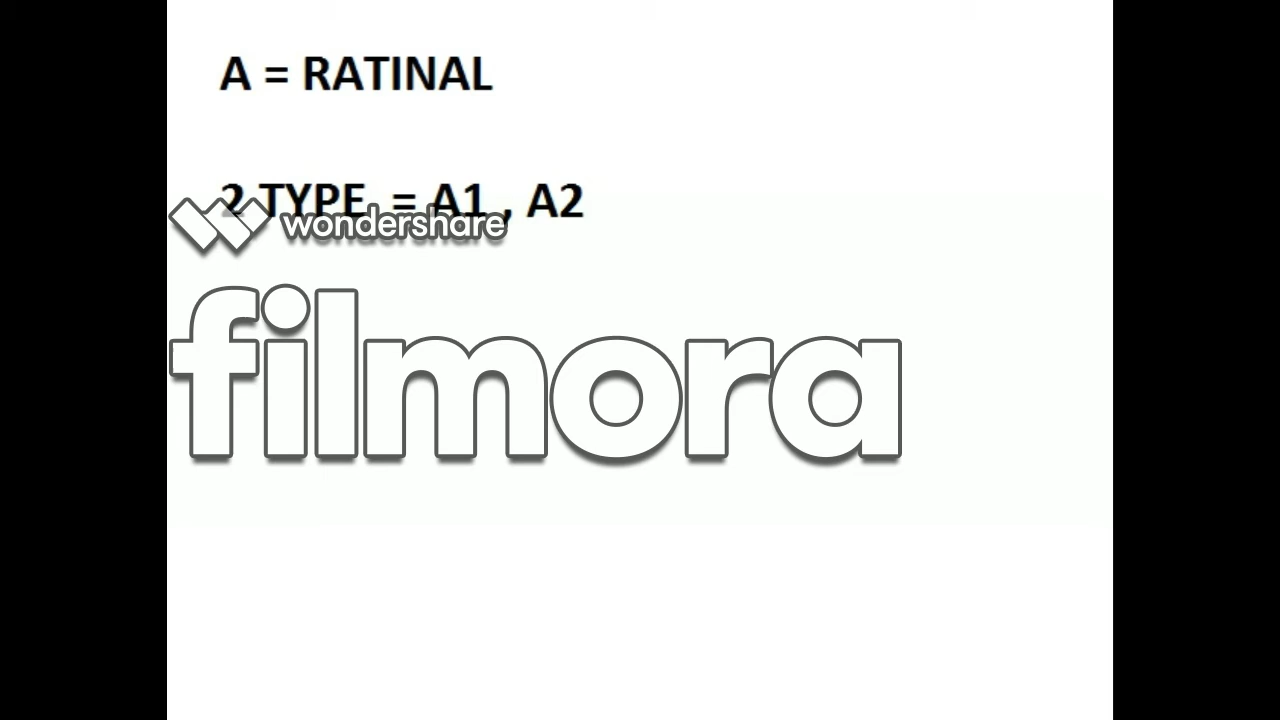 A = RATINAL
2 TYPE = A1 , A2
wondershare
filmora